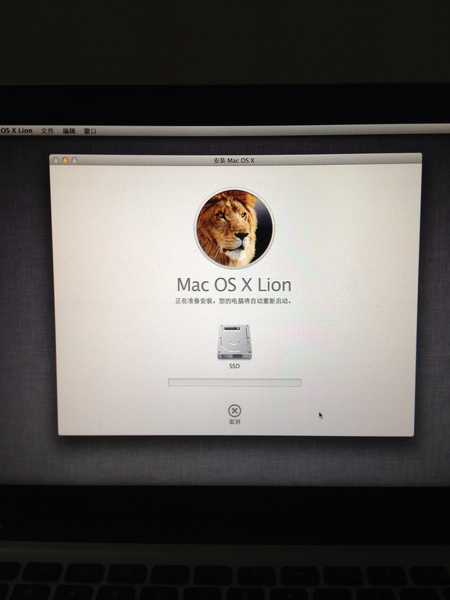 OS X Lion 文件 编辑 窗口
安装 Mac OS X
Mac OS X Lion
正在准备安装。您的电脑将自动重新启动。
SSD
取消